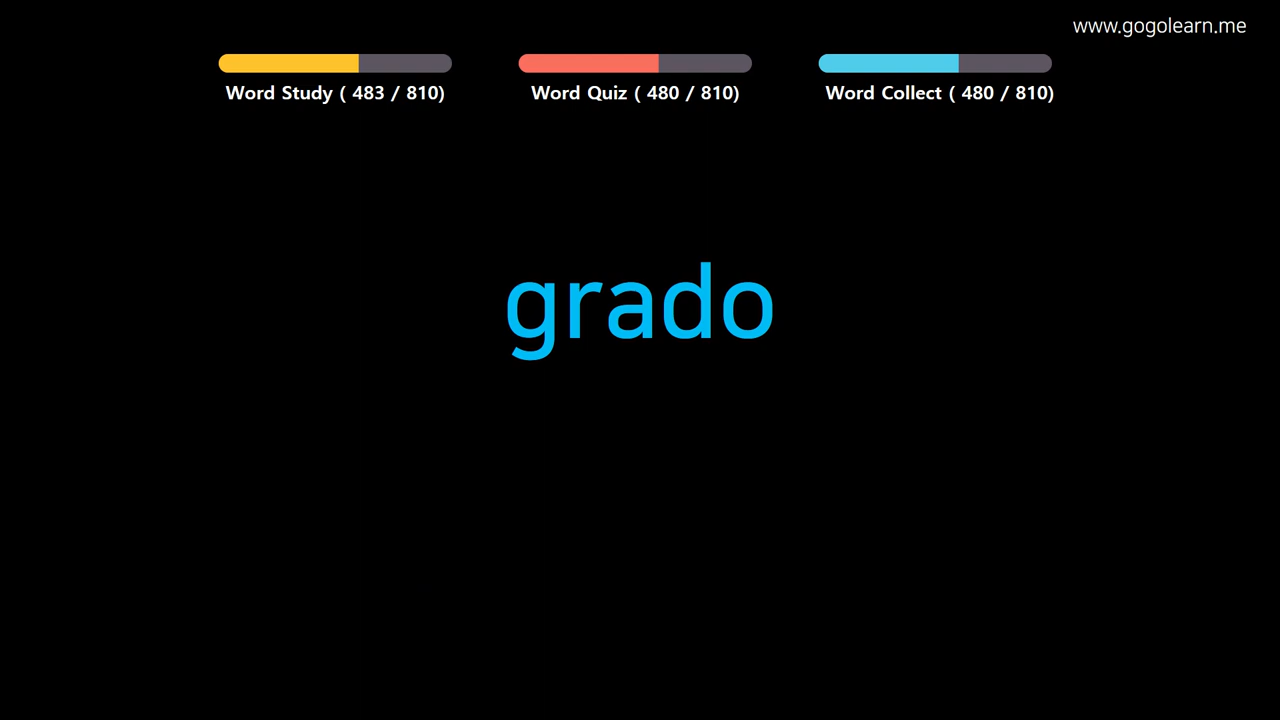 www.gogolearn.me
Word Study ( 483 / 810)
Word Quiz ( 480 / 810)
Word Collect ( 480 / 810)
grado